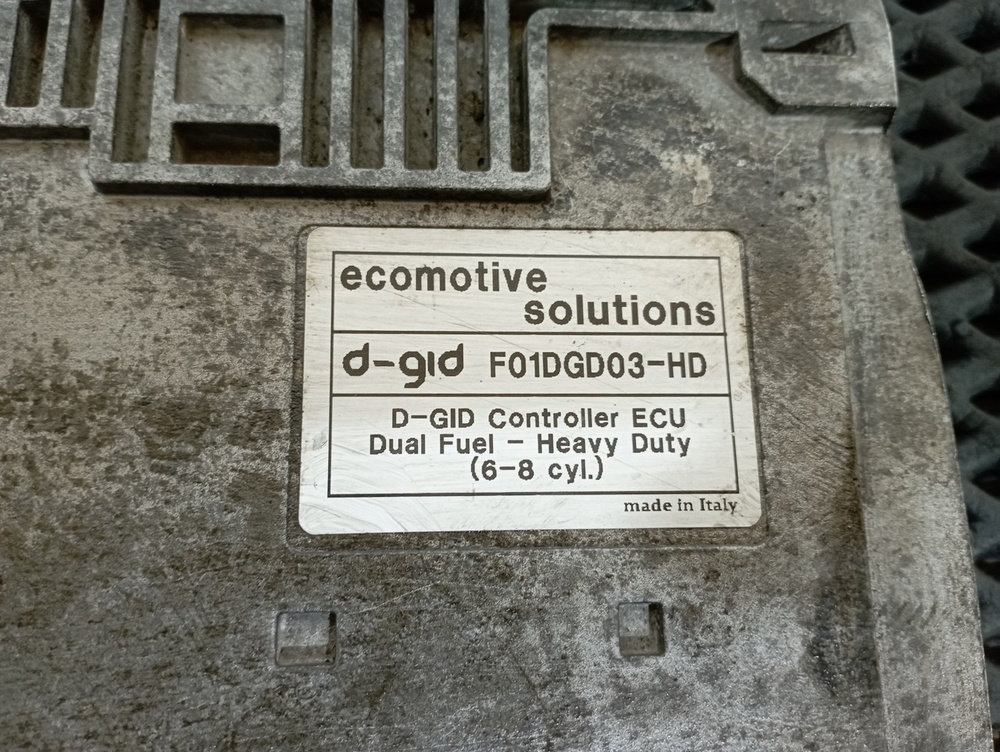 ecomotive
solutions
d-gid F01DGD03-HD
D-GID Controller ECU
Dual Fuel - Heavy Duty
(6-8 cyl.)
made in Italy